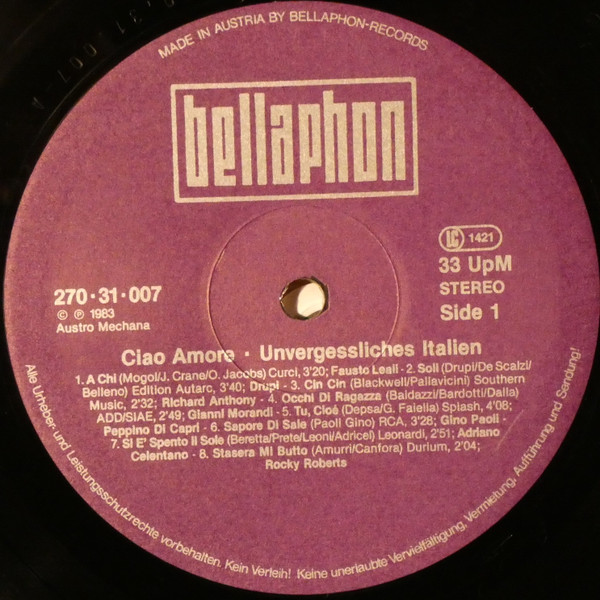 MADE IN AUSTRIA BY BELLAPHON-RECORDS
bellaphon
LC 1421
270·31·007
33 UpM
© ℗ 1983
STEREO
Austro Mechana
Side 1
Ciao Amore · Unvergessliches Italien
1. A Chi (Mogol/J. Crane/O. Jacobs) Curci, 3'20; Fausto Leali - 2. Soli (Drupi/De Scalzi/
Belleno) Edition Autarc, 3'40; Drupi - 3. Cin Cin (Blackwell/Pallavicini) Southern
Music, 2'32; Richard Anthony - 4. Occhi Di Ragazza (Baldazzi/Bardotti/Dalla)
ADD/SIAE, 2'49; Gianni Morandi - 5. Tu, Cioé (Depsa/G. Faiella) Splash, 4'08;
Peppino Di Capri - 6. Sapore Di Sale (Paoli Gino) RCA, 3'28; Gino Paoli -
7. Si E' Spento Il Sole (Beretta/Prete/Leoni/Adricel) Leonardi, 2'51; Adriano
Celentano - 8. Stasera Mi Butto (Amurri/Canfora) Durium, 2'04;
Rocky Roberts
Alle Urheber-und Leistungsschutzrechte vorbehalten. Kein Verleih! Keine unerlaubte Vervielfältigung, Vermietung, Aufführung und Sendung!